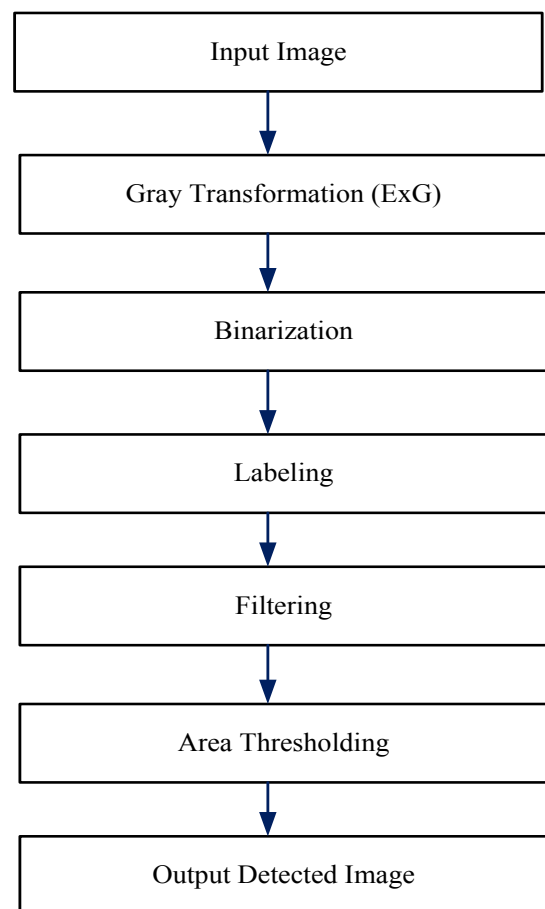 Input Image
Gray Transformation (ExG)
Binarization
Labeling
Filtering
Area Thresholding
Output Detected Image